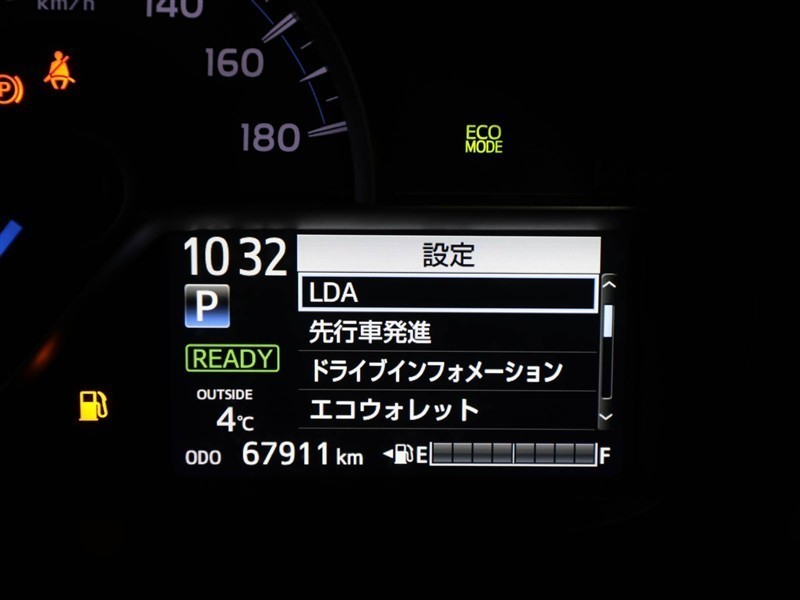 km/h
140
160
180
P
ECO
MODE
10 32
設定
LDA
P
先行車発進
READY
ドライブインフォメーション
OUTSIDE
4℃
エコウォレット
ODO 67911 km
E F